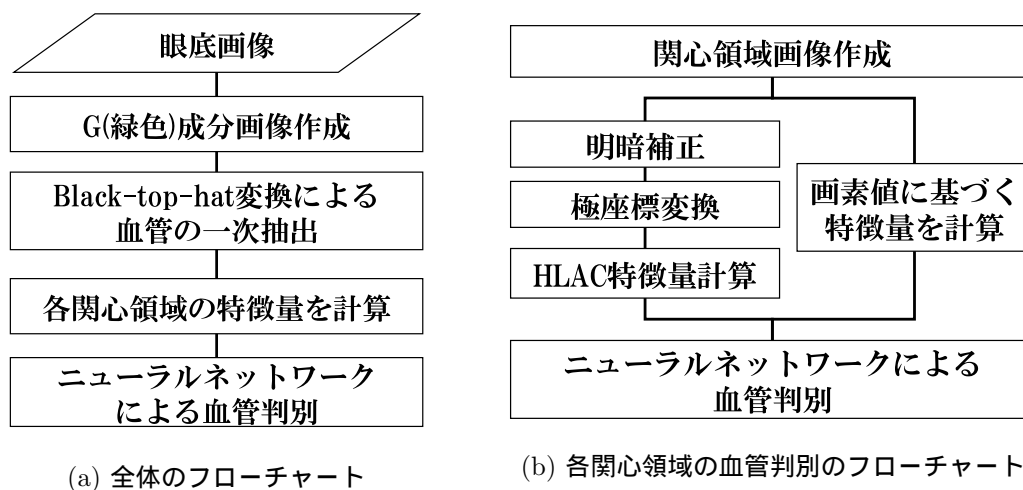 眼底画像
G(緑色)成分画像作成
Black-top-hat変換による
血管の一次抽出
各関心領域の特徴量を計算
ニューラルネットワーク
による血管判別
(a) 全体のフローチャート
関心領域画像作成
明暗補正
極座標変換
HLAC特徴量計算
画素値に基づく
特徴量を計算
ニューラルネットワークによる
血管判別
(b) 各関心領域の血管判別のフローチャート